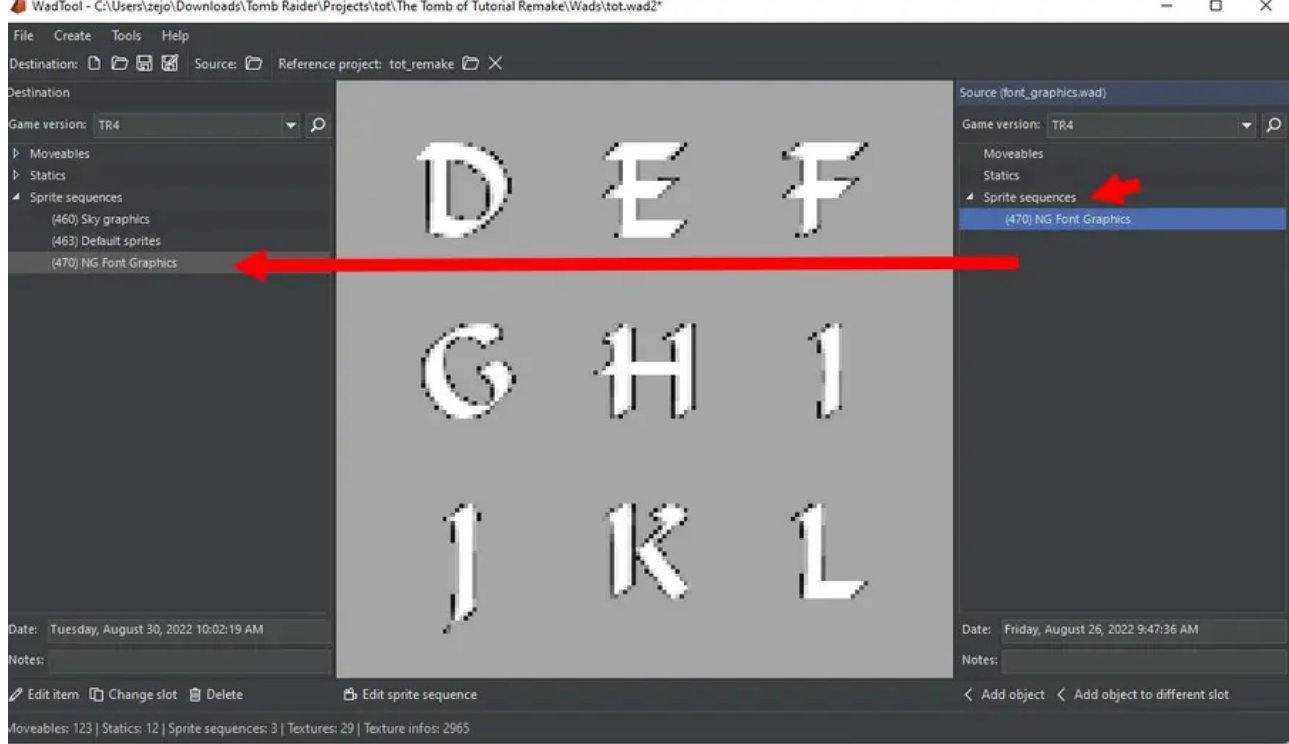 WadTool - C:\Users\zejo\Downloads\Tomb Raider\Projects\tot\The Tomb of Tutorial Remake\Wads\tot.wad2*
File Create Tools Help
Destination: Source: Reference project: tot_remake
Destination
Game version: TR4
Moveables
Statics
Sprite sequences
(460) Sky graphics
(463) Default sprites
(470) NG Font Graphics
Date: Tuesday, August 30, 2022 10:02:19 AM
Notes:
Edit item Change slot Delete
D E F
G H I
J K L
Edit sprite sequence
Source (font_graphics.wad)
Game version: TR4
Moveables
Statics
Sprite sequences
(470) NG Font Graphics
Date: Friday, August 26, 2022 9:47:36 AM
Notes:
Add object Add object to different slot
Moveables: 123 | Statics: 12 | Sprite sequences: 3 | Textures: 29 | Texture infos: 2965